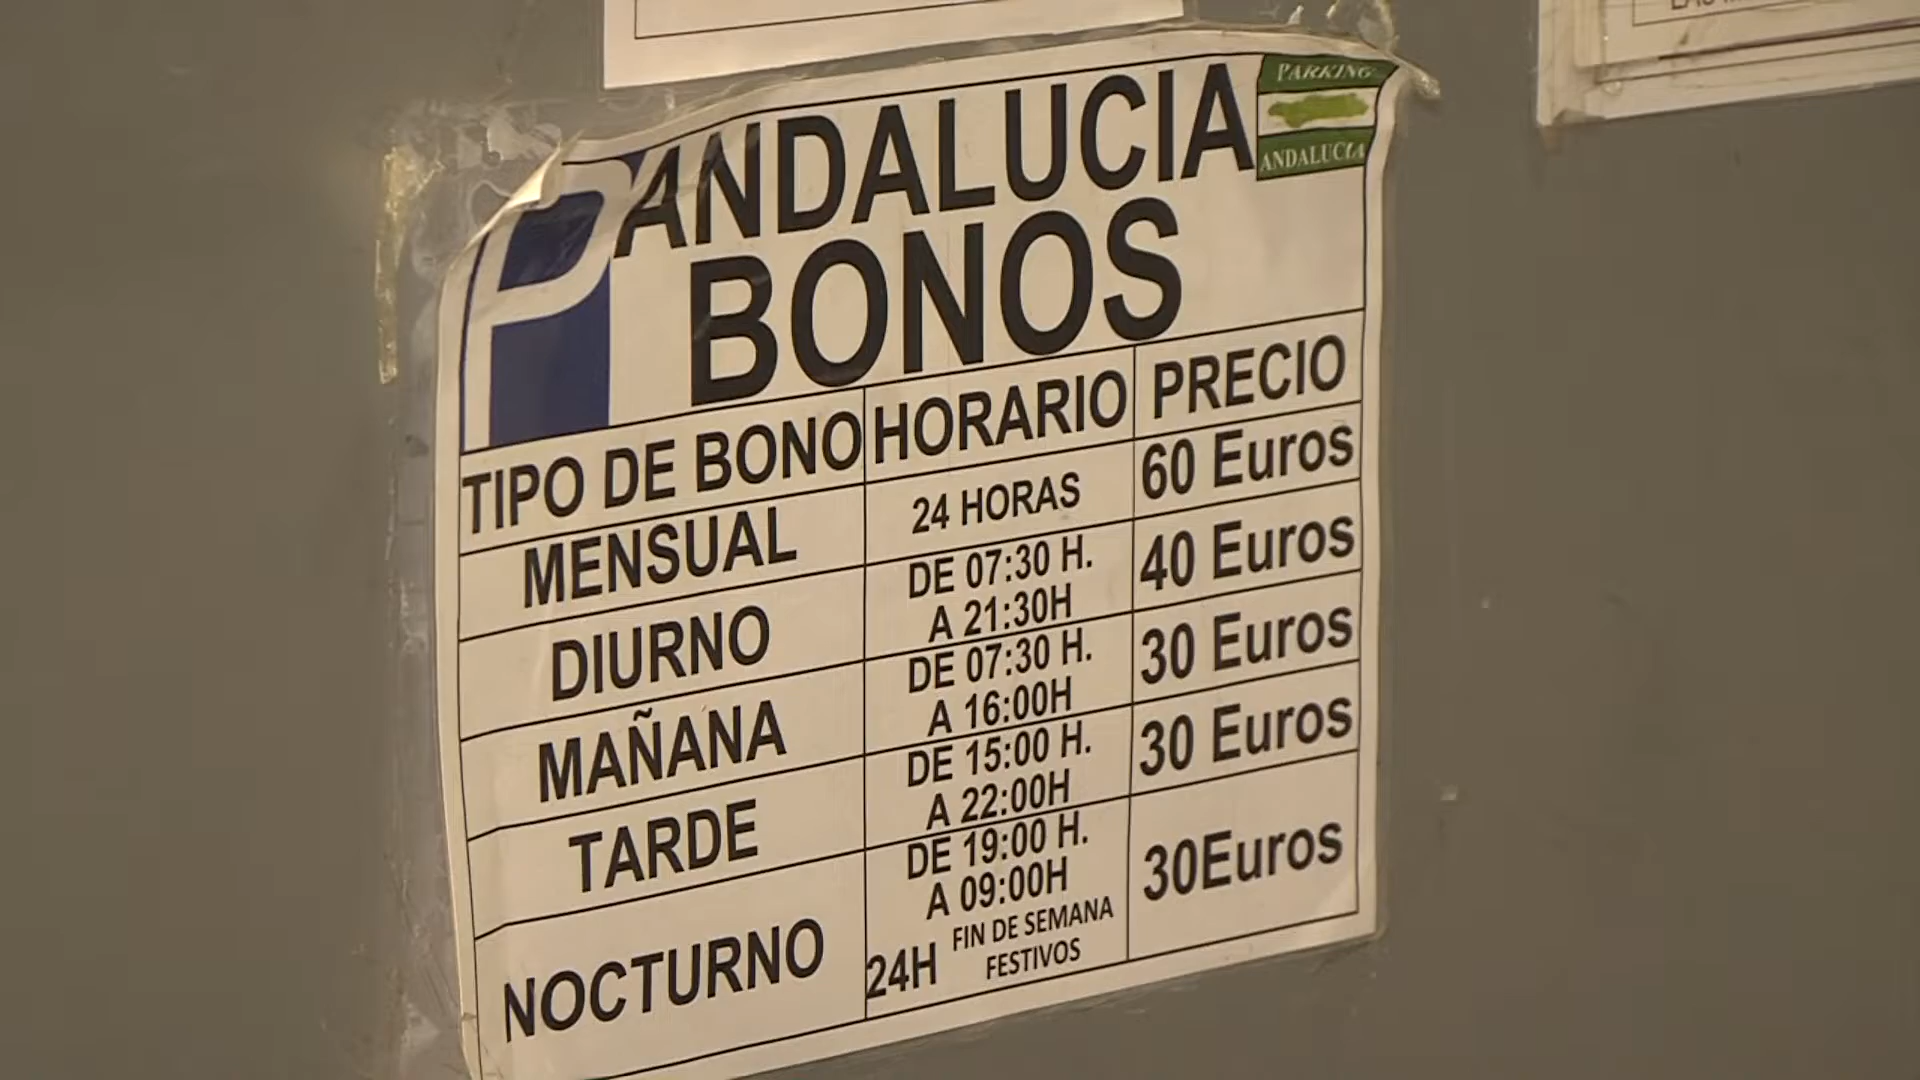 PARKING
ANDALUCIA
P ANDALUCIA
BONOS
TIPO DE BONO HORARIO PRECIO
MENSUAL 24 HORAS 60 Euros
DIURNO DE 07:30 H. A 21:30H 40 Euros
MAÑANA DE 07:30 H. A 16:00H 30 Euros
TARDE DE 15:00 H. A 22:00H 30 Euros
NOCTURNO DE 19:00 H. A 09:00H 24H FIN DE SEMANA FESTIVOS 30Euros